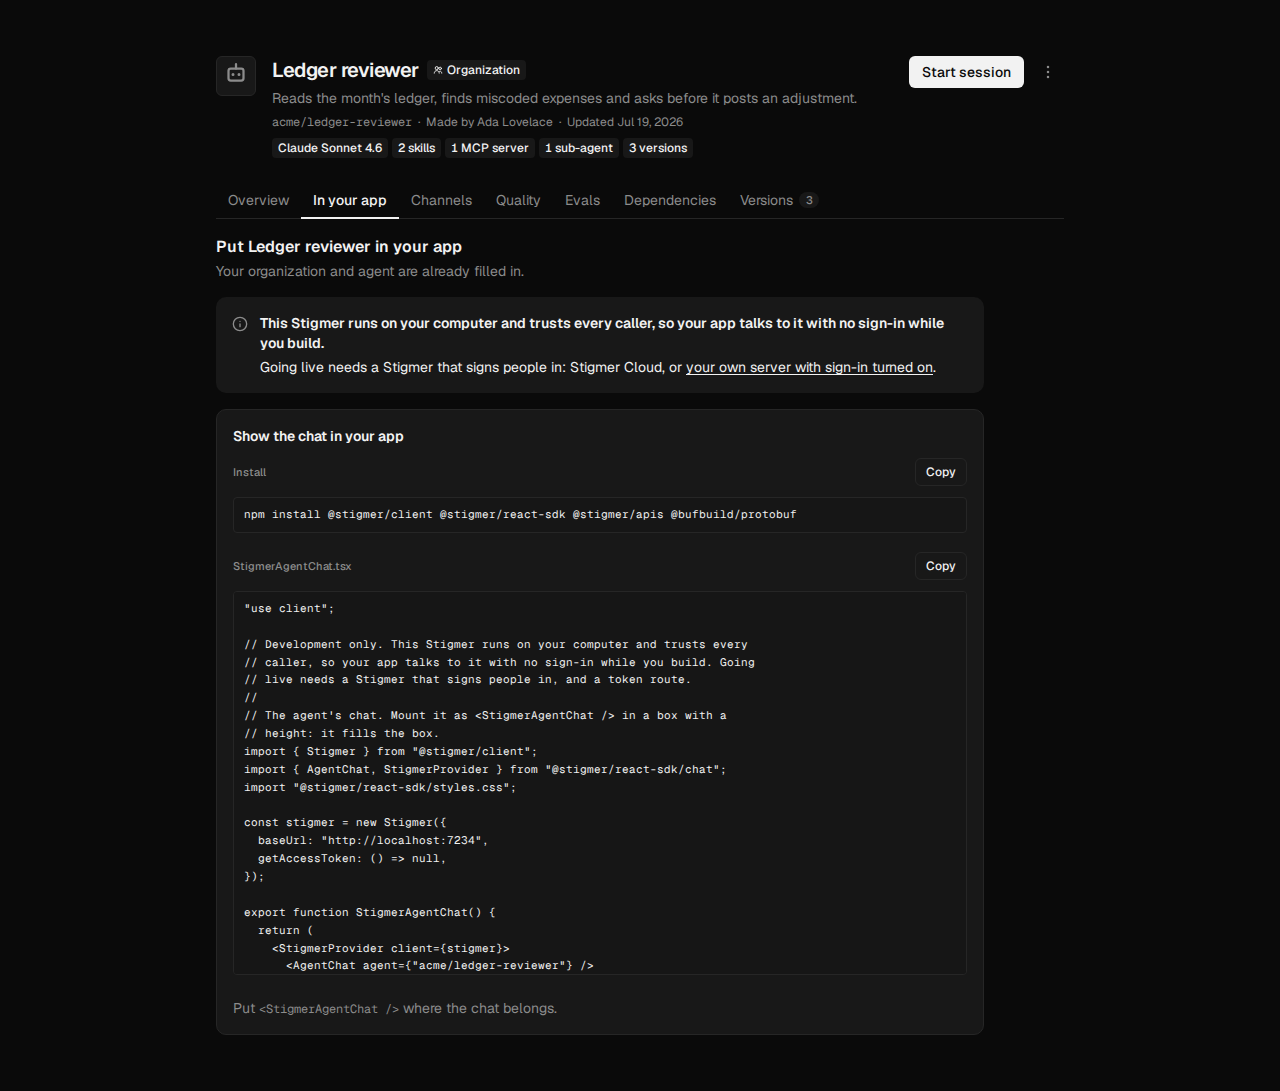 Ledger reviewer
Organization
Start session
Reads the month's ledger, finds miscoded expenses and asks before it posts an adjustment.
acme/ledger-reviewer · Made by Ada Lovelace · Updated Jul 19, 2026
Claude Sonnet 4.6
2 skills
1 MCP server
1 sub-agent
3 versions
Overview
In your app
Channels
Quality
Evals
Dependencies
Versions 3
Put Ledger reviewer in your app
Your organization and agent are already filled in.
This Stigmer runs on your computer and trusts every caller, so your app talks to it with no sign-in while
you build.
Going live needs a Stigmer that signs people in: Stigmer Cloud, or your own server with sign-in turned on.
Show the chat in your app
Install
Copy
npm install @stigmer/client @stigmer/react-sdk @stigmer/apis @bufbuild/protobuf
StigmerAgentChat.tsx
Copy
"use client";

// Development only. This Stigmer runs on your computer and trusts every
// caller, so your app talks to it with no sign-in while you build. Going
// live needs a Stigmer that signs people in, and a token route.
//
// The agent's chat. Mount it as <StigmerAgentChat /> in a box with a
// height: it fills the box.
import { Stigmer } from "@stigmer/client";
import { AgentChat, StigmerProvider } from "@stigmer/react-sdk/chat";
import "@stigmer/react-sdk/styles.css";

const stigmer = new Stigmer({
  baseUrl: "http://localhost:7234",
  getAccessToken: () => null,
});

export function StigmerAgentChat() {
  return (
    <StigmerProvider client={stigmer}>
      <AgentChat agent={"acme/ledger-reviewer"} />
Put <StigmerAgentChat /> where the chat belongs.